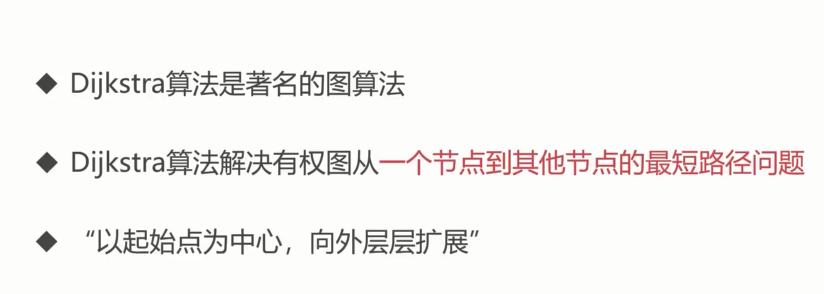 ◆ Dijkstra算法是著名的图算法
◆ Dijkstra算法解决有权图从一个节点到其他节点的最短路径问题
◆ “以起始点为中心，向外层层扩展”